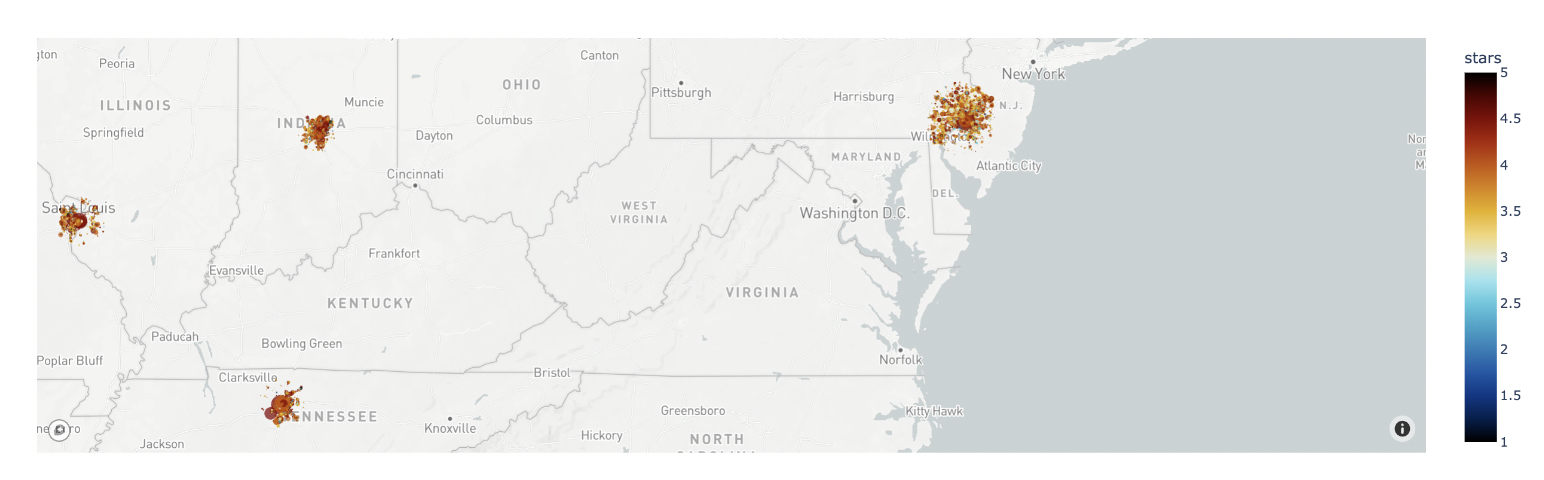 gton
Peoria
Canton
New York
Pittsburgh
OHIO
Harrisburg
Muncie
ILLINOIS
N.J.
Columbus
Springfield
Dayton
MARYLAND
Atlantic City
Cincinnati
DEL.
WEST
VIRGINIA
Washington D.C.
Saint Louis
Frankfort
Evansville
VIRGINIA
KENTUCKY
Paducah
Bowling Green
Poplar Bluff
Norfolk
Bristol
Clarksville
Greensboro
Kitty Hawk
Knoxville
Hickory
NORTH
Jackson
stars
5
4.5
4
3.5
3
2.5
2
1.5
1